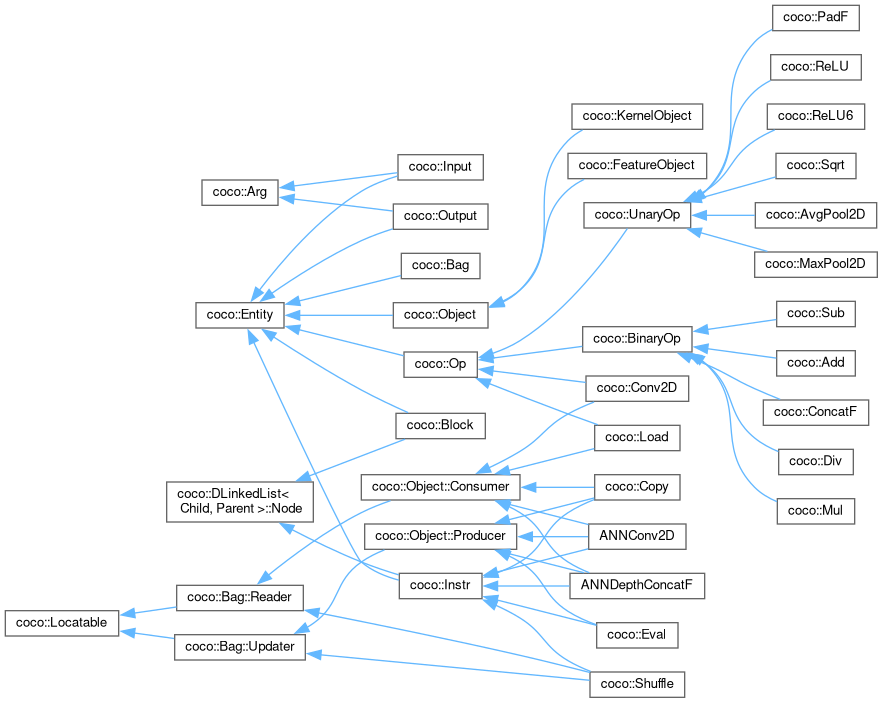 coco::PadF
coco::ReLU
coco::KernelObject
coco::ReLU6
coco::Input
coco::FeatureObject
coco::Sqrt
coco::Arg
coco::Output
coco::UnaryOp
coco::AvgPool2D
coco::Bag
coco::MaxPool2D
coco::Entity
coco::Object
coco::Sub
coco::BinaryOp
coco::Op
coco::Add
coco::Conv2D
coco::Block
coco::ConcatF
coco::Load
coco::Div
coco::DLinkedList<
Child, Parent >::Node
coco::Object::Consumer
coco::Copy
coco::Mul
coco::Object::Producer
ANNConv2D
coco::Instr
ANNDepthConcatF
coco::Bag::Reader
coco::Locatable
coco::Eval
coco::Bag::Updater
coco::Shuffle